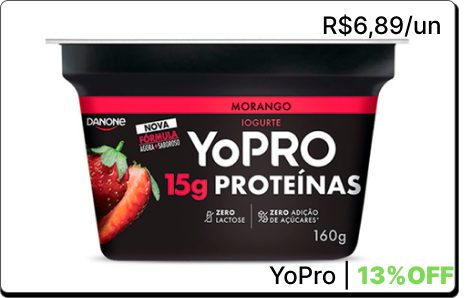 R$6,89/un
MORANGO
IOGURTE
DANONE
NOVA
FÓRMULA
AGORA + SABOROSO
YoPRO
15g PROTEÍNAS
ZERO
LACTOSE
ZERO ADIÇÃO
DE AÇÚCARES*
160g
YoPro | 13%OFF